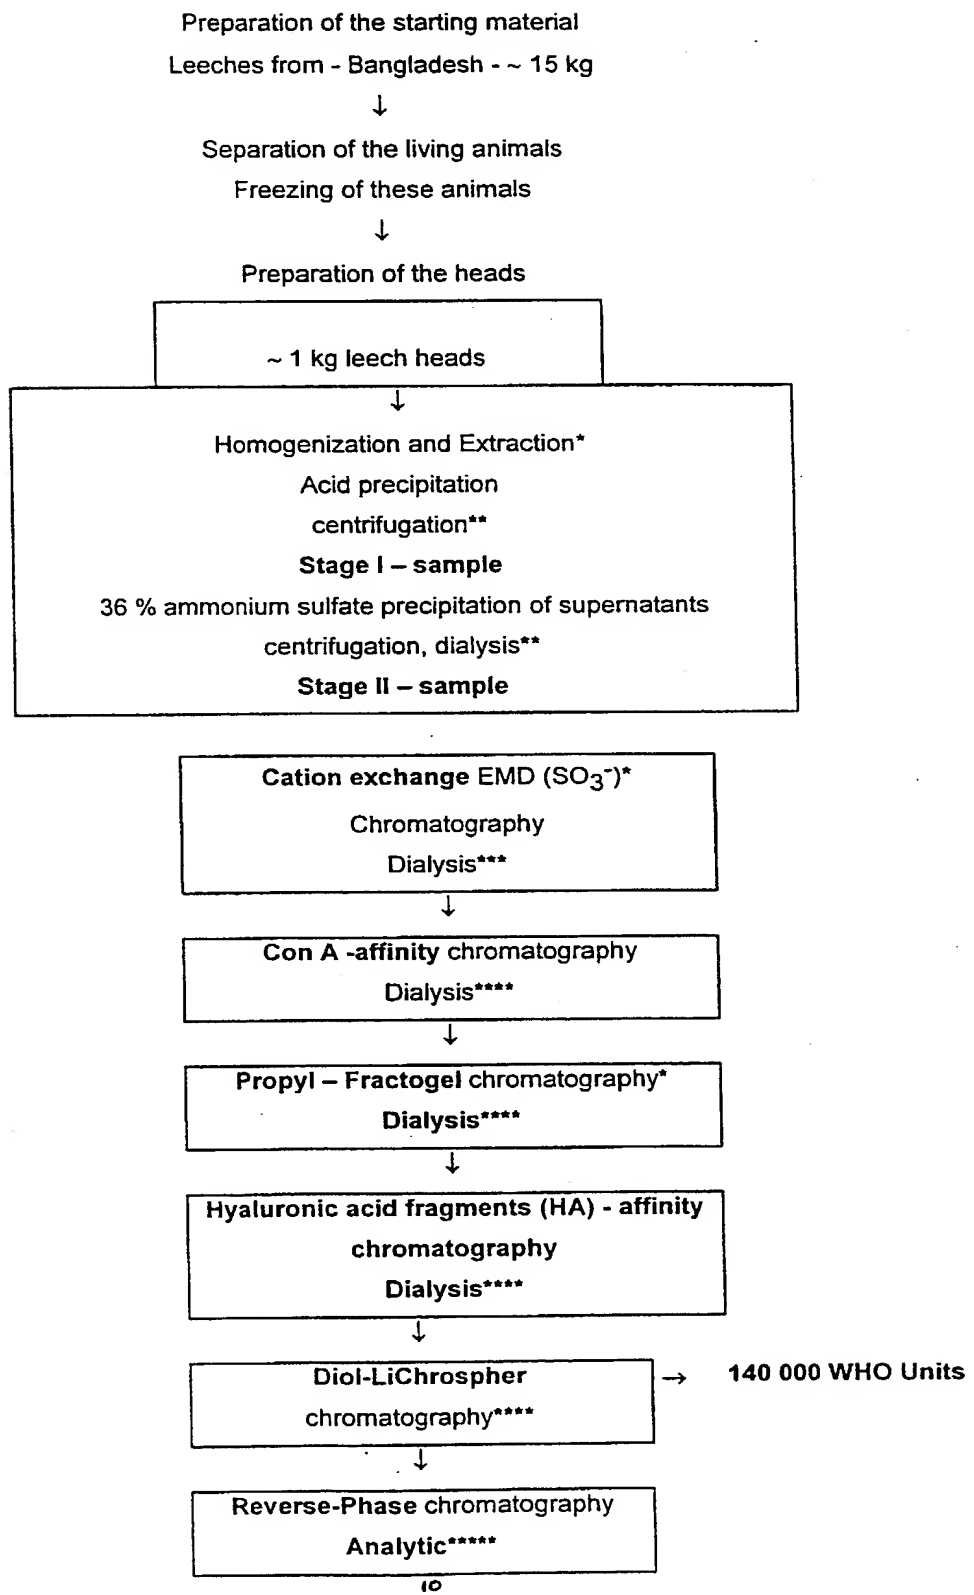 Preparation of the starting material
Leeches from - Bangladesh - ~ 15 kg
↓
Separation of the living animals
Freezing of these animals
↓
Preparation of the heads
~ 1 kg leech heads
↓
Homogenization and Extraction*
Acid precipitation
centrifugation**
Stage I – sample
36 % ammonium sulfate precipitation of supernatants
centrifugation, dialysis**
Stage II – sample
Cation exchange EMD (SO₃⁻)*
Chromatography
Dialysis***
↓
Con A -affinity chromatography
Dialysis****
↓
Propyl – Fractogel chromatography*
Dialysis****
↓
Hyaluronic acid fragments (HA) - affinity
chromatography
Dialysis****
↓
Diol-LiChrospher → 140 000 WHO Units
chromatography****
↓
Reverse-Phase chromatography
Analytic*****
10